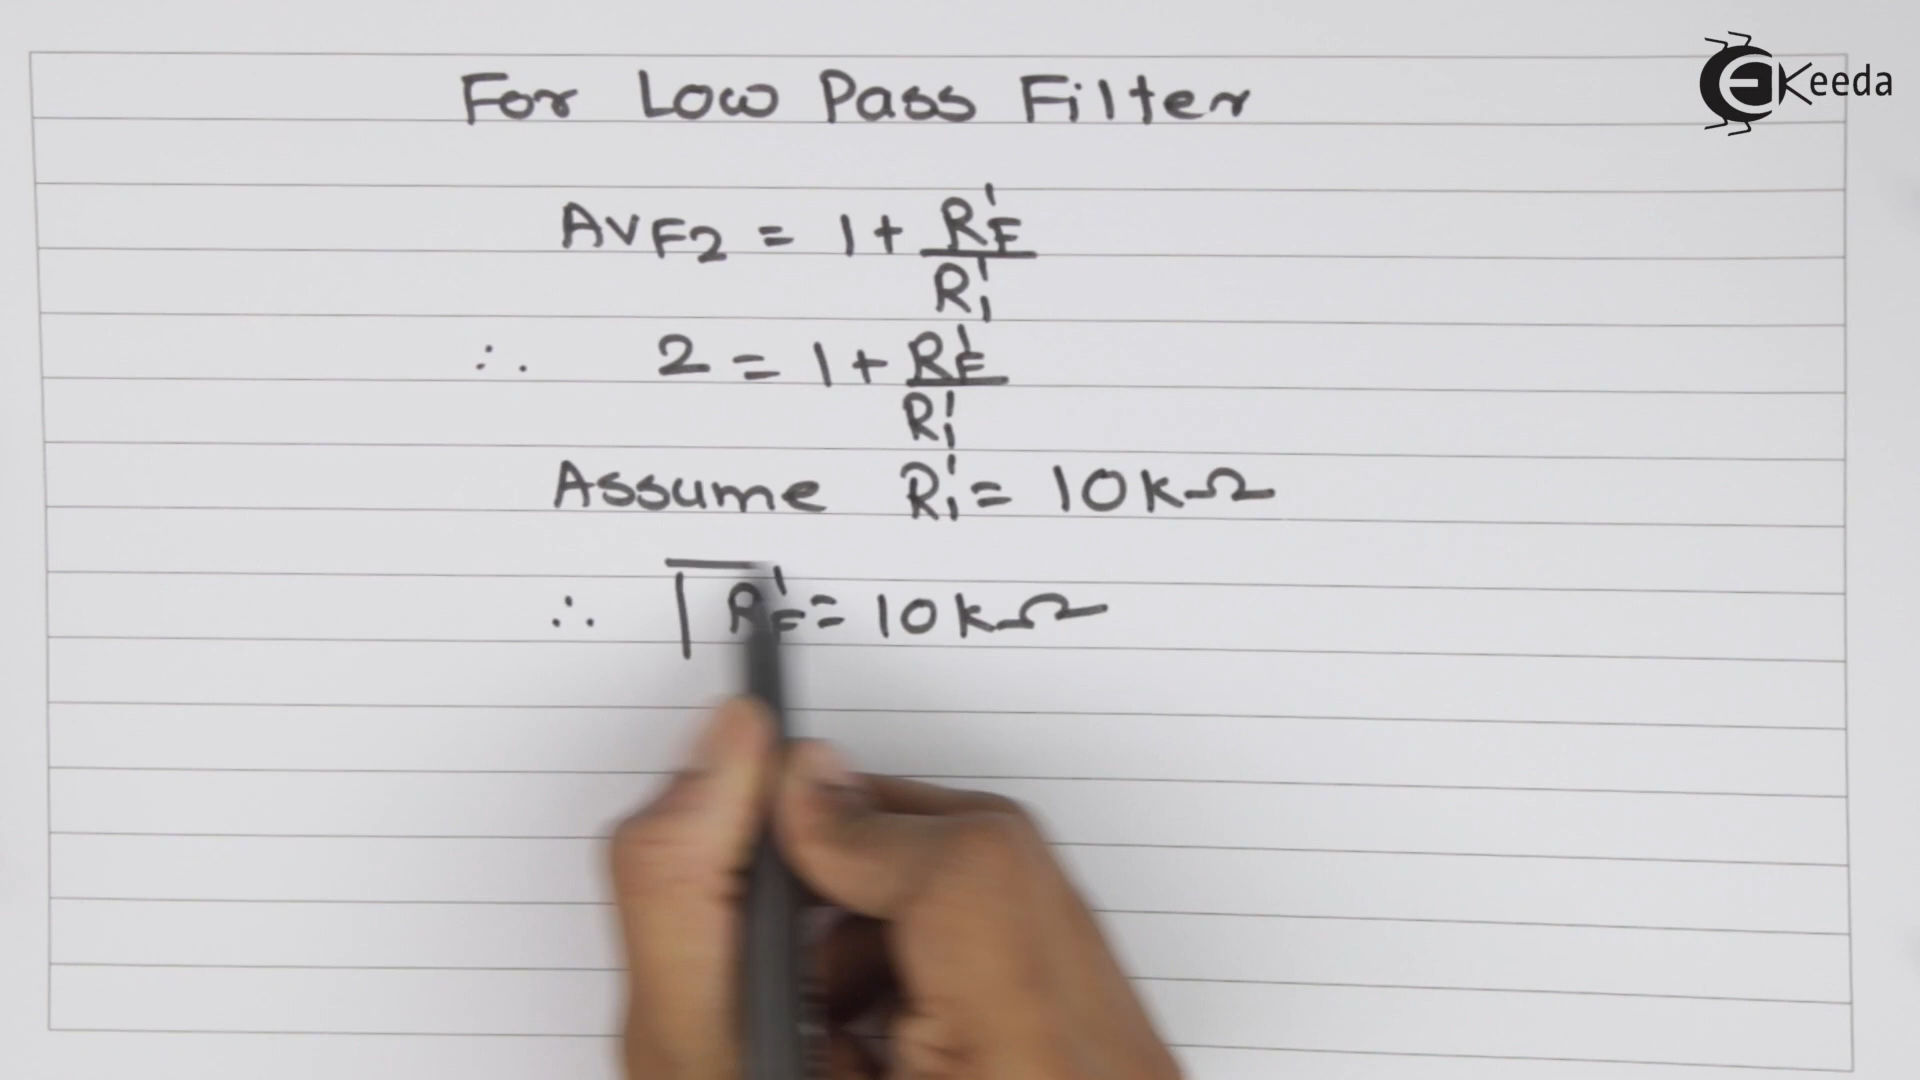 EKeeda
For Low Pass Filter
AVF2 = 1 + R'F / R'1
∴ 2 = 1 + R'F / R'1
Assume R'1 = 10kΩ
∴ R'F = 10kΩ